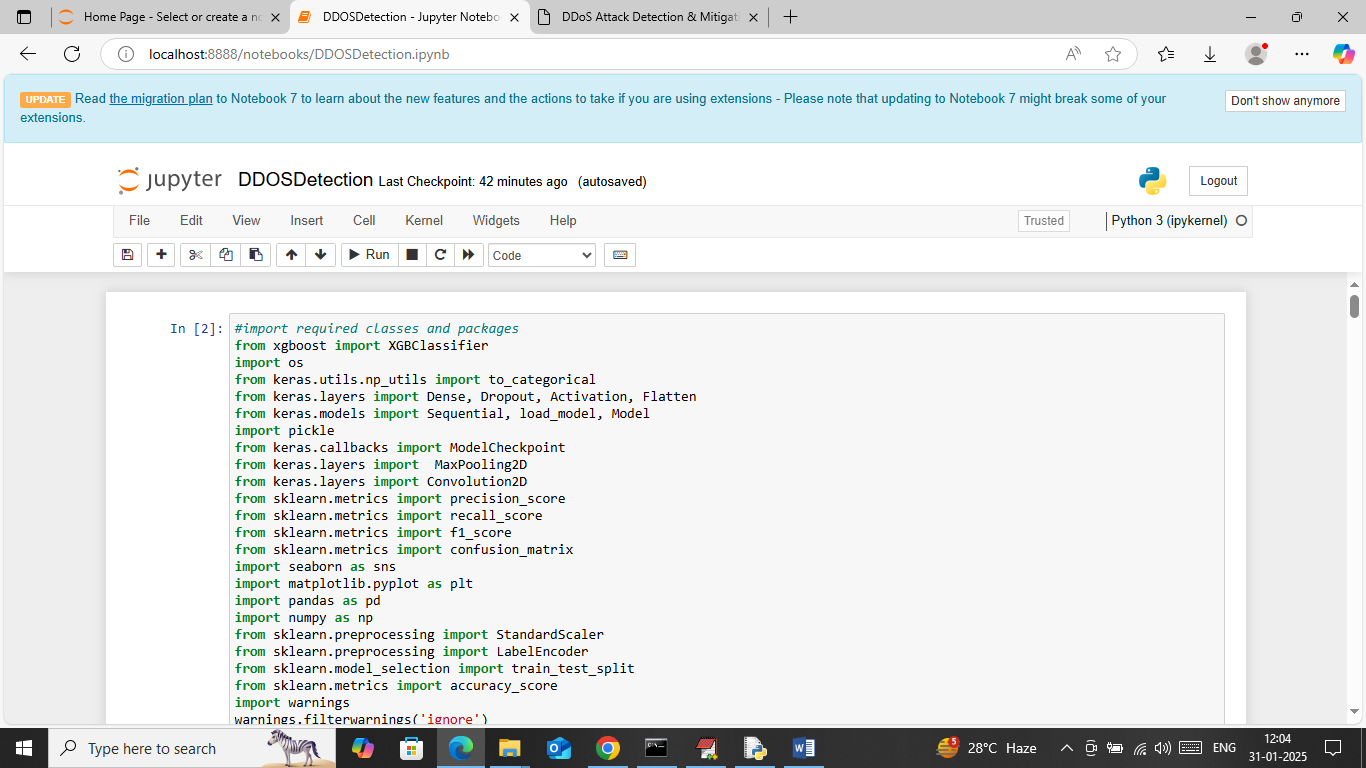 Home Page - Select or create a no
DDOSDetection - Jupyter Notebo
DDoS Attack Detection & Mitigat
localhost:8888/notebooks/DDOSDetection.ipynb
UPDATE Read the migration plan to Notebook 7 to learn about the new features and the actions to take if you are using extensions - Please note that updating to Notebook 7 might break some of your
extensions.
Don't show anymore
jupyter DDOSDetection Last Checkpoint: 42 minutes ago (autosaved)
Logout
File Edit View Insert Cell Kernel Widgets Help
Trusted
Python 3 (ipykernel)
Run
Code
In [2]:
#import required classes and packages
from xgboost import XGBClassifier
import os
from keras.utils.np_utils import to_categorical
from keras.layers import Dense, Dropout, Activation, Flatten
from keras.models import Sequential, load_model, Model
import pickle
from keras.callbacks import ModelCheckpoint
from keras.layers import  MaxPooling2D
from keras.layers import Convolution2D
from sklearn.metrics import precision_score
from sklearn.metrics import recall_score
from sklearn.metrics import f1_score
from sklearn.metrics import confusion_matrix
import seaborn as sns
import matplotlib.pyplot as plt
import pandas as pd
import numpy as np
from sklearn.preprocessing import StandardScaler
from sklearn.preprocessing import LabelEncoder
from sklearn.model_selection import train_test_split
from sklearn.metrics import accuracy_score
import warnings
warnings.filterwarnings('ignore')
Type here to search
5
28°C Haze
ENG
12:04
31-01-2025